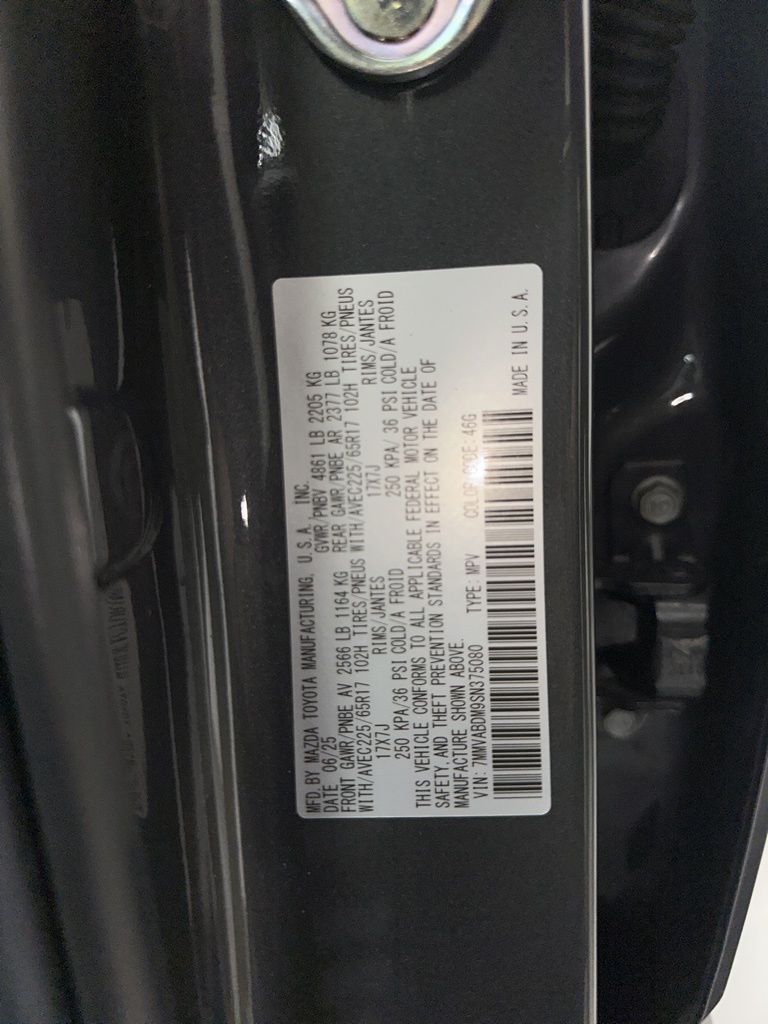 MFD. BY MAZDA TOYOTA MANUFACTURING, U.S.A., INC.
DATE 06/25 GVWR/PNBV 4861 LB 2205 KG
FRONT GAWR/PNBE AV 2566 LB 1164 KG REAR GAWR/PNBE AR 2377 LB 1078 KG
WITH/AVEC225/65R17 102H TIRES/PNEUS WITH/AVEC225/65R17 102H TIRES/PNEUS
17X7J RIMS/JANTES 17X7J RIMS/JANTES
250 KPA/36 PSI COLD/A FROID 250 KPA/ 36 PSI COLD/A FROID
THIS VEHICLE CONFORMS TO ALL APPLICABLE FEDERAL MOTOR VEHICLE
SAFETY, AND THEFT PREVENTION STANDARDS IN EFFECT ON THE DATE OF
MANUFACTURE SHOWN ABOVE.
VIN: 7MMVABDM9SN375080 TYPE: MPV COLOR CODE: 46G
MADE IN U.S.A.